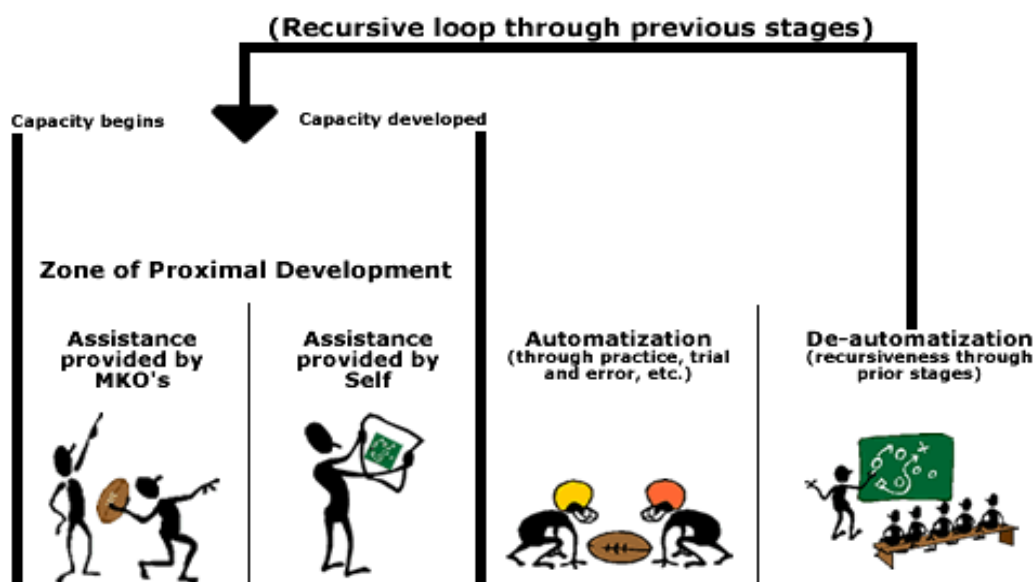 (Recursive loop through previous stages)
Capacity begins
Capacity developed
Zone of Proximal Development
Assistance
provided by
MKO's
Assistance
provided by
Self
Automatization
(through practice, trial
and error, etc.)
De-automatization
(recursiveness through
prior stages)